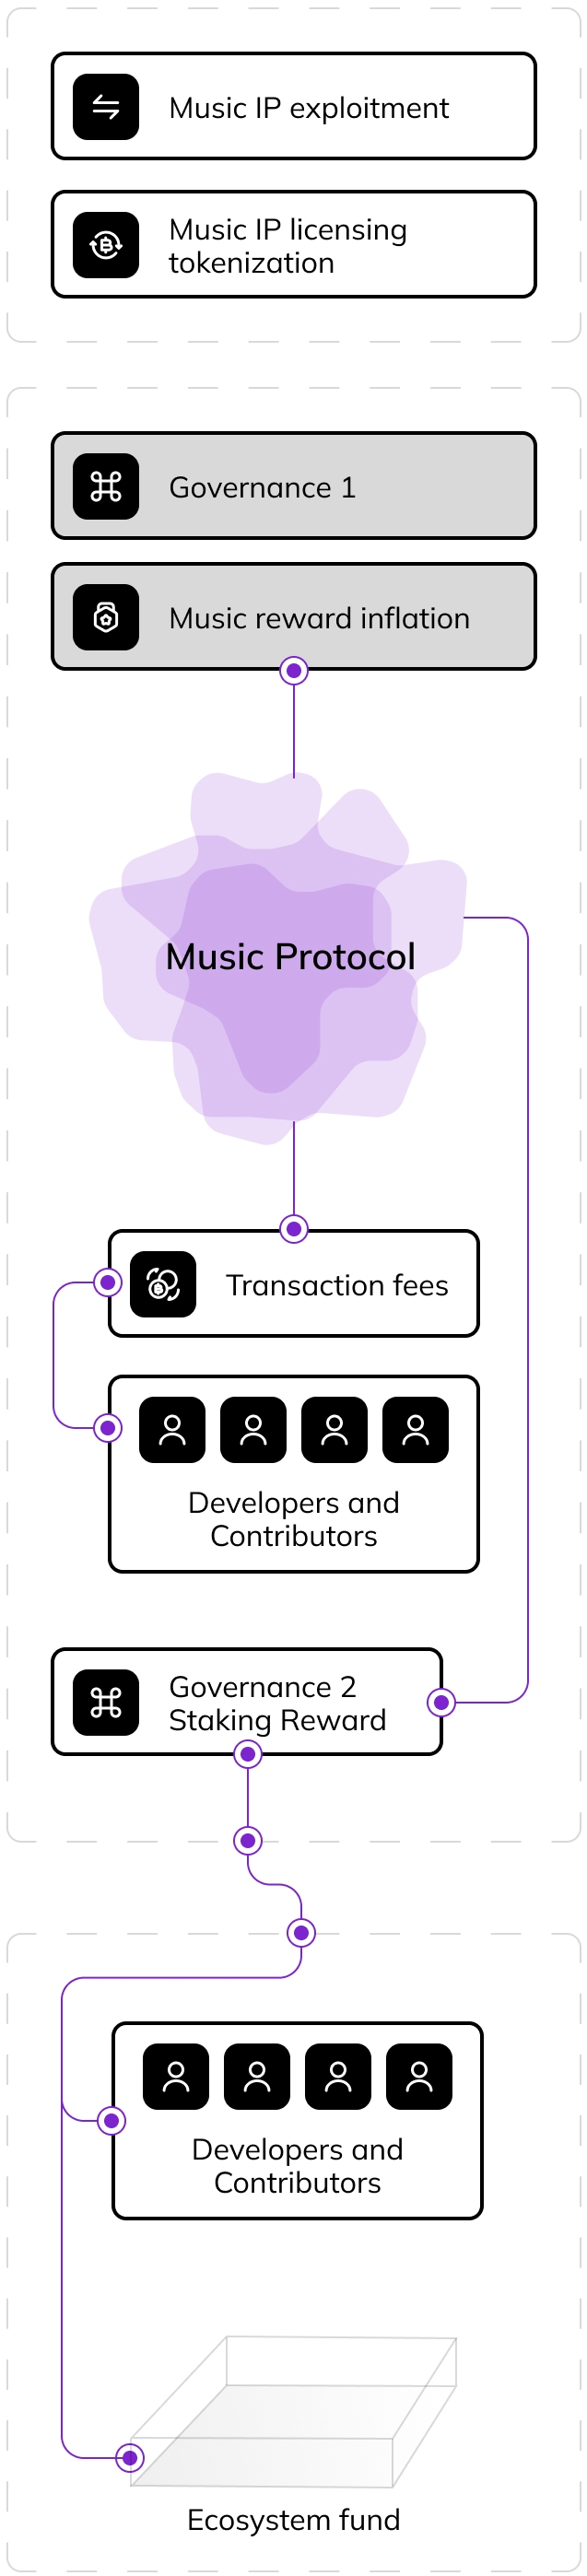 Music IP exploitment
Music IP licensing
tokenization
Governance 1
Music reward inflation
Music Protocol
Transaction fees
Developers and
Contributors
Governance 2
Staking Reward
Developers and
Contributors
Ecosystem fund